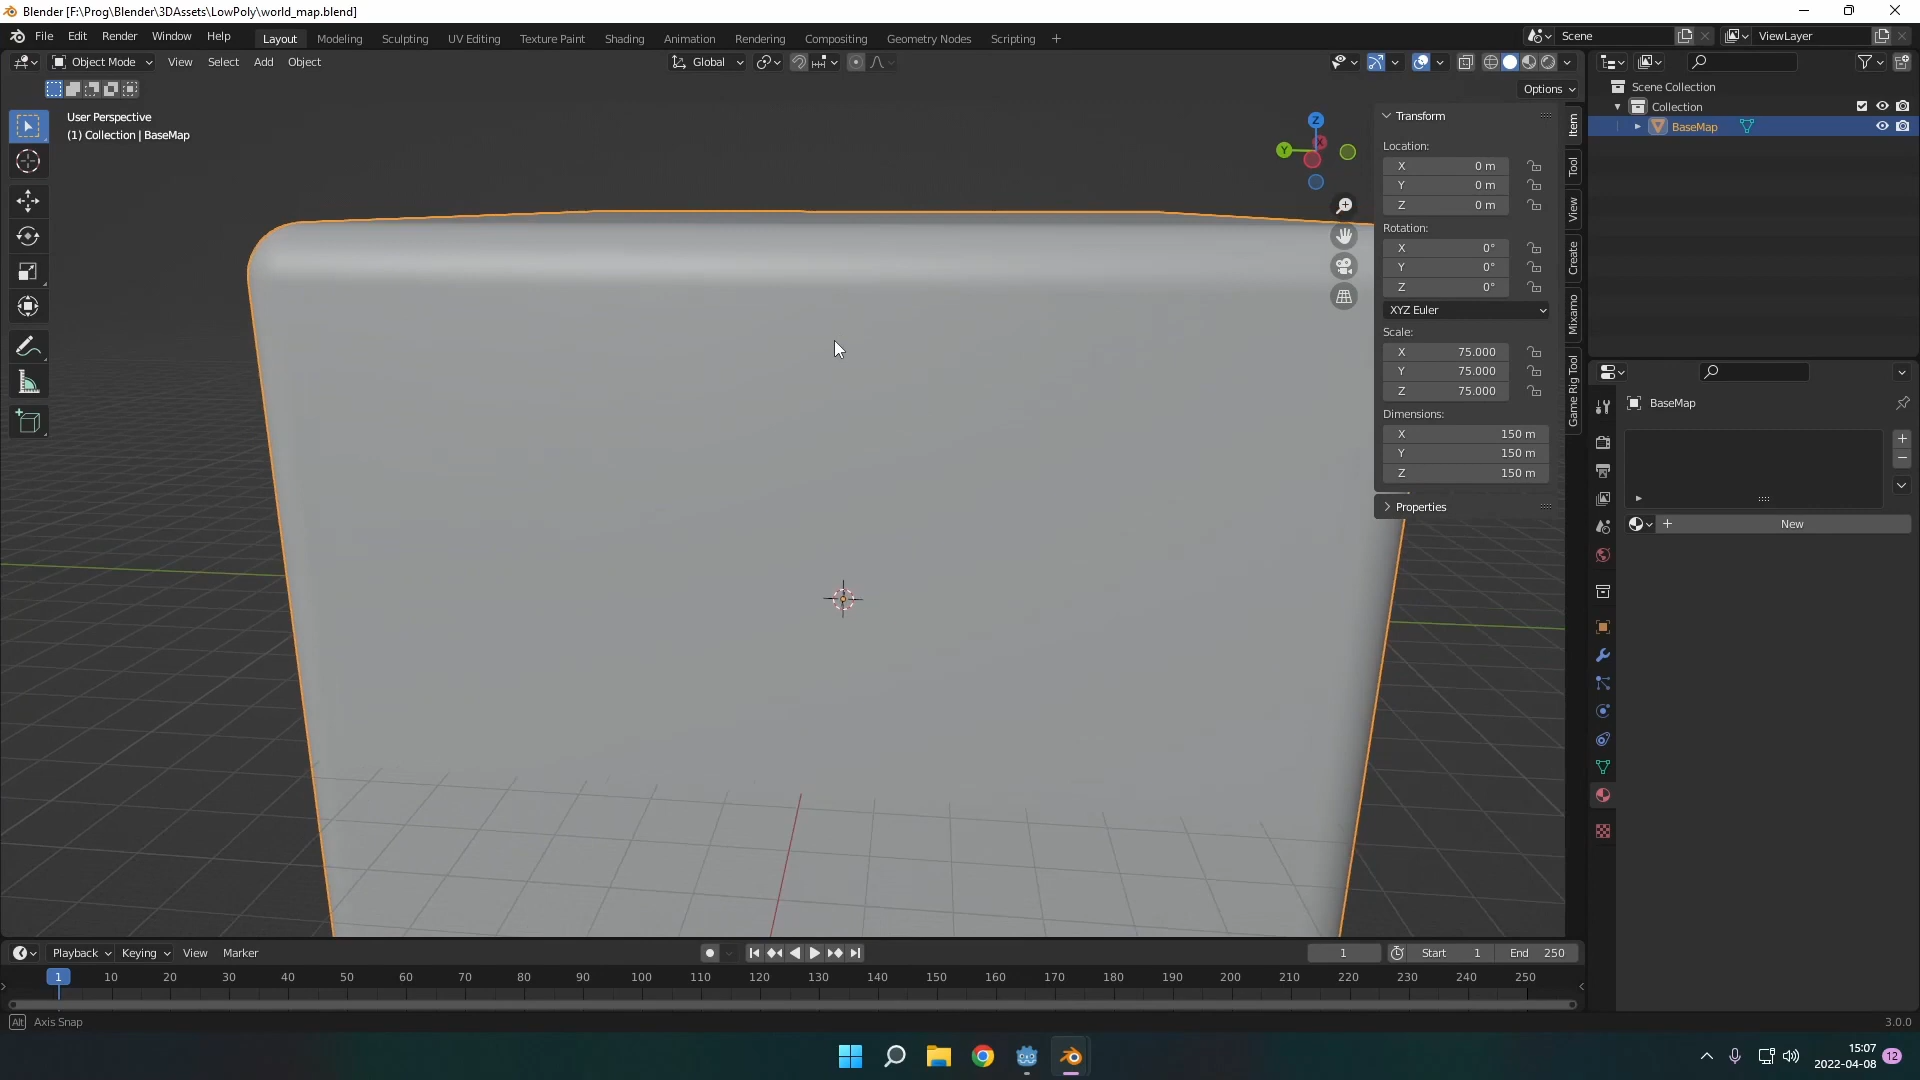 Blender [F:\Prog\Blender\3DAssets\LowPoly\world_map.blend]
File Edit Render Window Help Layout Modeling Sculpting UV Editing Texture Paint Shading Animation Rendering Compositing Geometry Nodes Scripting + Scene ViewLayer
Object Mode View Select Add Object Global
Options
User Perspective
(1) Collection | BaseMap
Z
X
Y
Transform
Location:
X 0 m
Y 0 m
Z 0 m
Rotation:
X 0°
Y 0°
Z 0°
XYZ Euler
Scale:
X 75.000
Y 75.000
Z 75.000
Dimensions:
X 150 m
Y 150 m
Z 150 m
Properties
Item
Tool
View
Create
Mixamo
Game Rig Tool
Scene Collection
Collection
BaseMap
BaseMap
New
Playback Keying View Marker 1 Start 1 End 250
1 10 20 30 40 50 60 70 80 90 100 110 120 130 140 150 160 170 180 190 200 210 220 230 240 250
Alt Axis Snap 3.0.0
15:07
2022-04-08 12